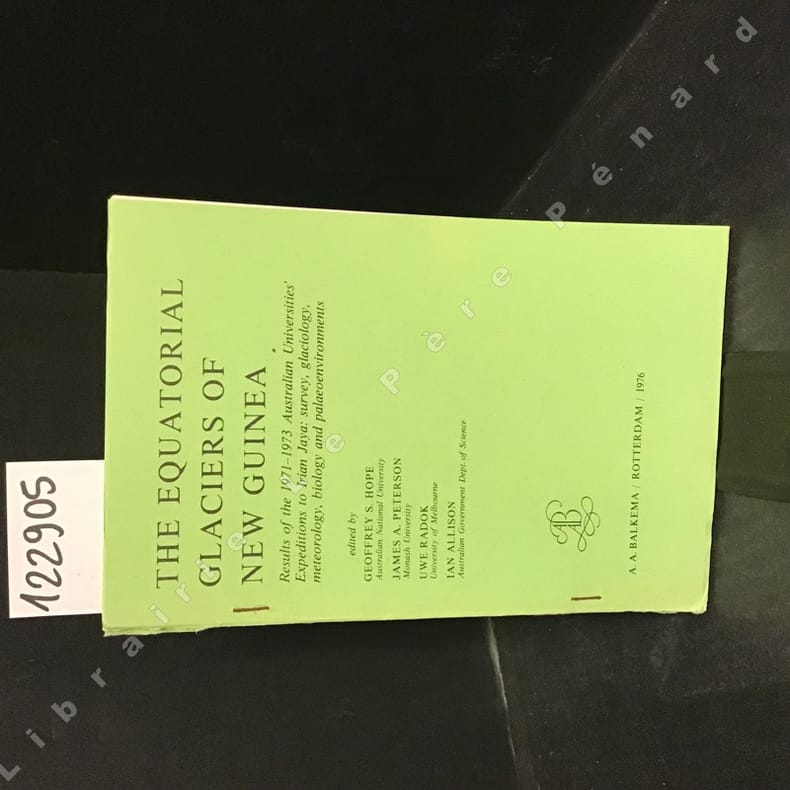 THE EQUATORIAL
GLACIERS OF
NEW GUINEA
Results of the 1971–1973 Australian Universities'
Expeditions to Irian Jaya: survey, glaciology,
meteorology, biology and palaeoenvironments
edited by
GEOFFREY S. HOPE
Australian National University
JAMES A. PETERSON
Monash University
UWE RADOK
University of Melbourne
IAN ALLISON
Australian Government Dept. of Science
AB
A. A. BALKEMA / ROTTERDAM / 1976
122905
Librairie le Père Pénard